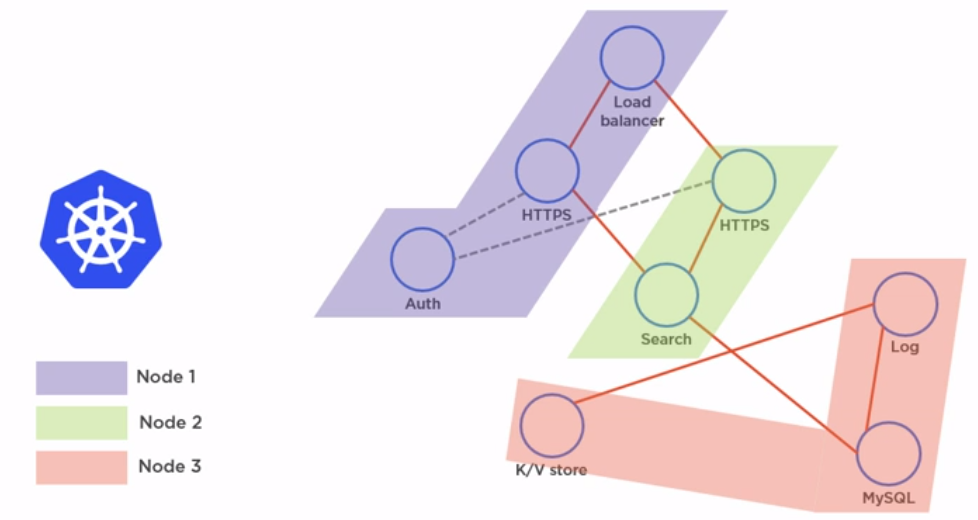 Load
balancer
HTTPS
HTTPS
Auth
Search
Log
Node 1
Node 2
Node 3
K/V store
MySQL